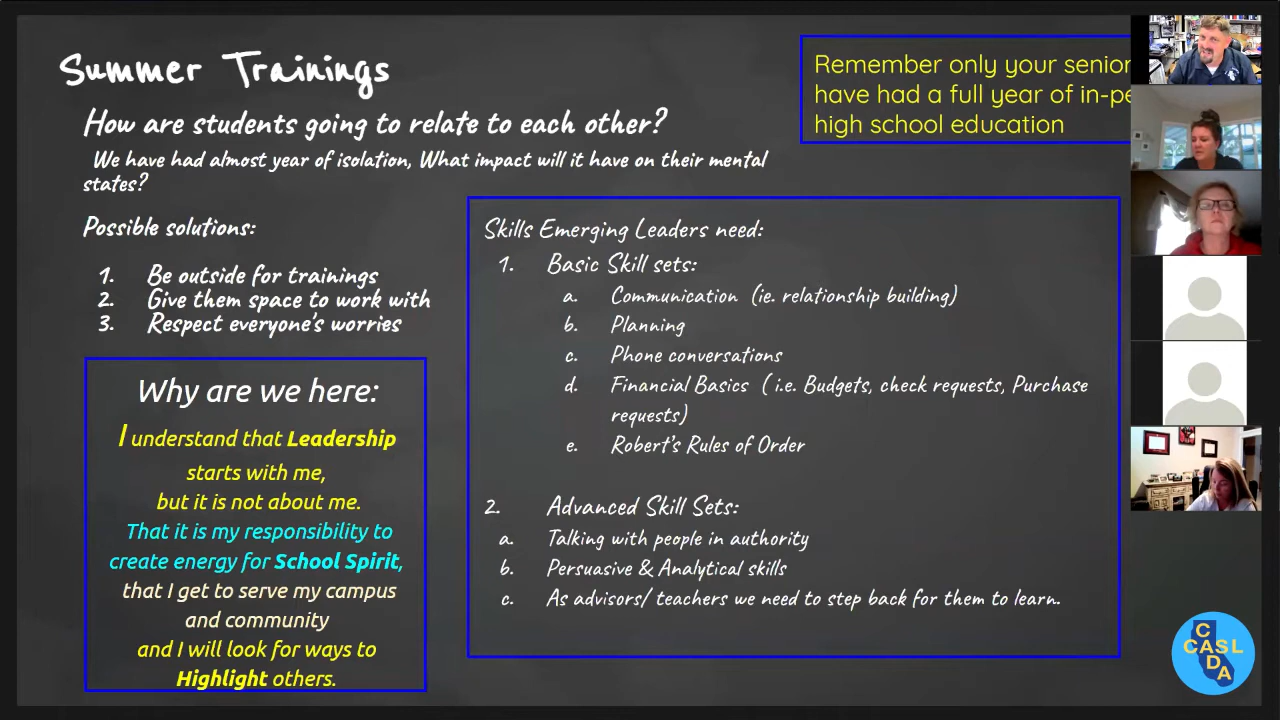 Summer Trainings
Remember only your senior
have had a full year of in-pe
high school education
How are students going to relate to each other?
We have had almost year of isolation, What impact will it have on their mental
states?
Possible solutions:
1. Be outside for trainings
2. Give them space to work with
3. Respect everyone's worries
Why are we here:
I understand that Leadership
starts with me,
but it is not about me.
That it is my responsibility to
create energy for School Spirit,
that I get to serve my campus
and community
and I will look for ways to
Highlight others.
Skills Emerging Leaders need:
1. Basic Skill sets:
a. Communication (ie. relationship building)
b. Planning
c. Phone conversations
d. Financial Basics ( i.e. Budgets, check requests, Purchase
requests)
e. Robert's Rules of Order
2. Advanced Skill Sets:
a. Talking with people in authority
b. Persuasive & Analytical skills
c. As advisors/ teachers we need to step back for them to learn.
C
CASL
D
A